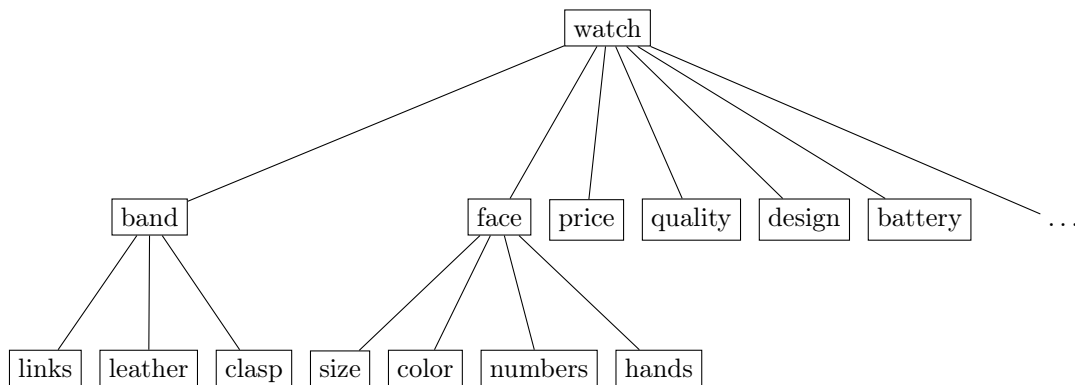 watch
band face price quality design battery ...
links leather clasp size color numbers hands